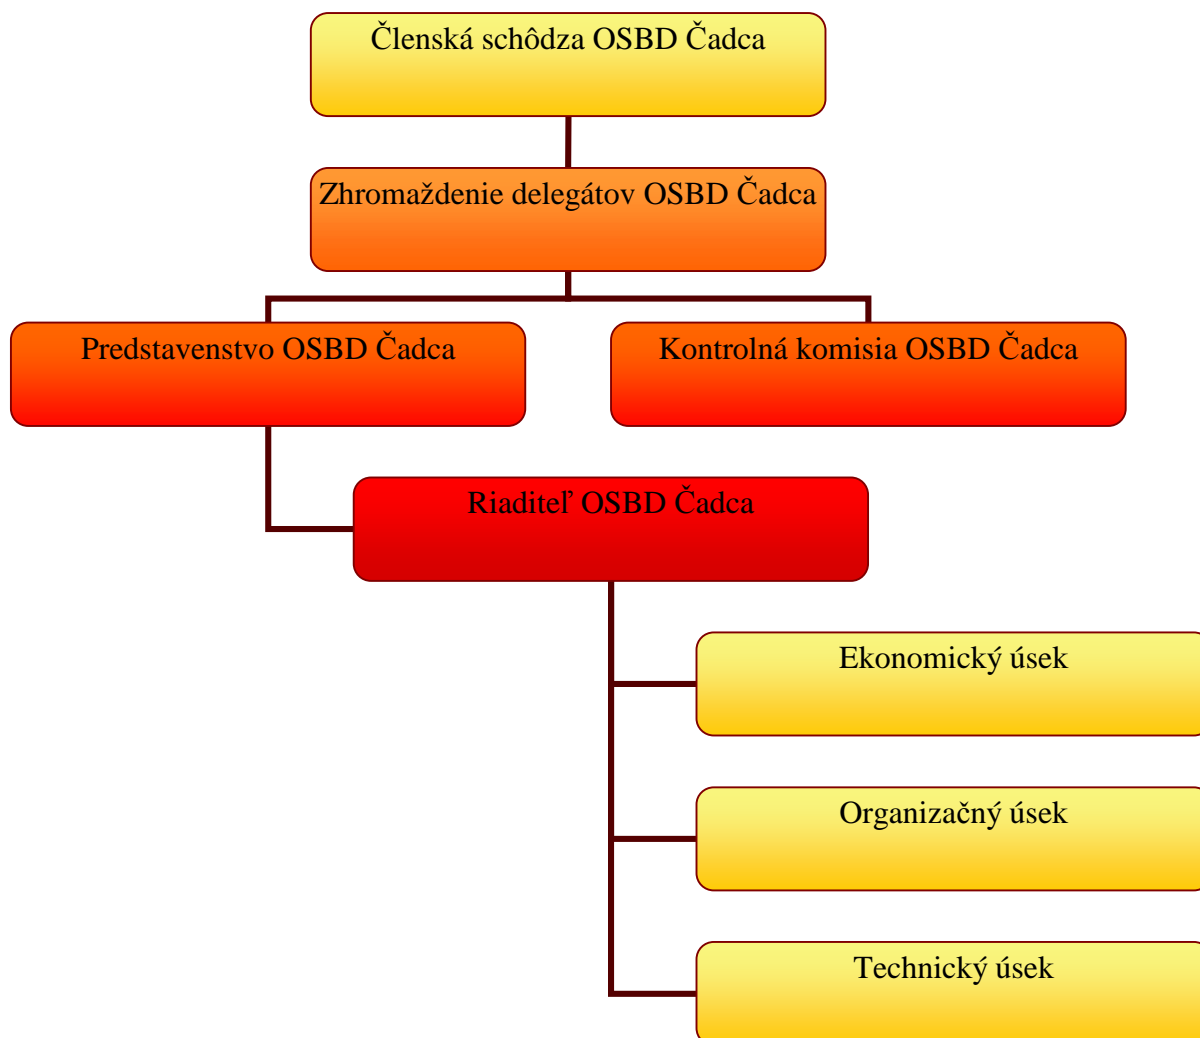 Členská schôdza OSBD Čadca
Zhromaždenie delegátov OSBD Čadca
Predstavenstvo OSBD Čadca
Kontrolná komisia OSBD Čadca
Riaditeľ OSBD Čadca
Ekonomický úsek
Organizačný úsek
Technický úsek